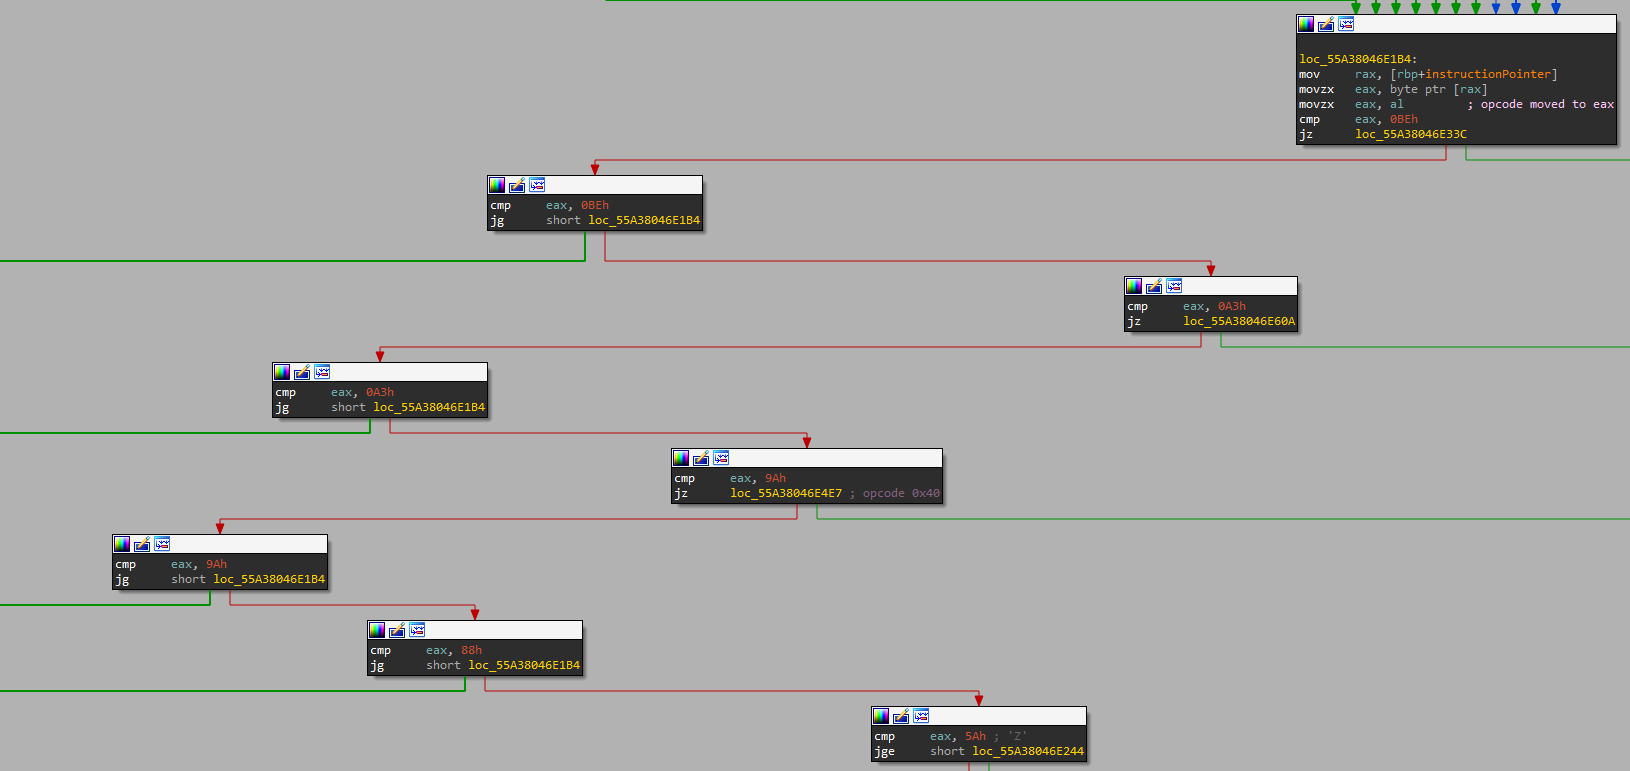 loc_55A38046E1B4:
mov rax, [rbp+instructionPointer]
movzx eax, byte ptr [rax]
movzx eax, al ; opcode moved to eax
cmp eax, 0BEh
jz loc_55A38046E33C
cmp eax, 0BEh
jg short loc_55A38046E1B4
cmp eax, 0A3h
jz loc_55A38046E60A
cmp eax, 0A3h
jg short loc_55A38046E1B4
cmp eax, 9Ah
jz loc_55A38046E4E7 ; opcode 0x40
cmp eax, 9Ah
jg short loc_55A38046E1B4
cmp eax, 88h
jg short loc_55A38046E1B4
cmp eax, 5Ah ; 'Z'
jge short loc_55A38046E244